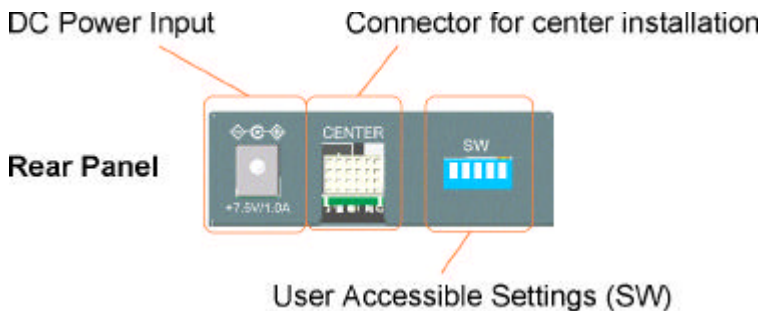 DC Power Input
Connector for center installation
CENTER
SW
Rear Panel
+7.5V/1.0A
User Accessible Settings (SW)